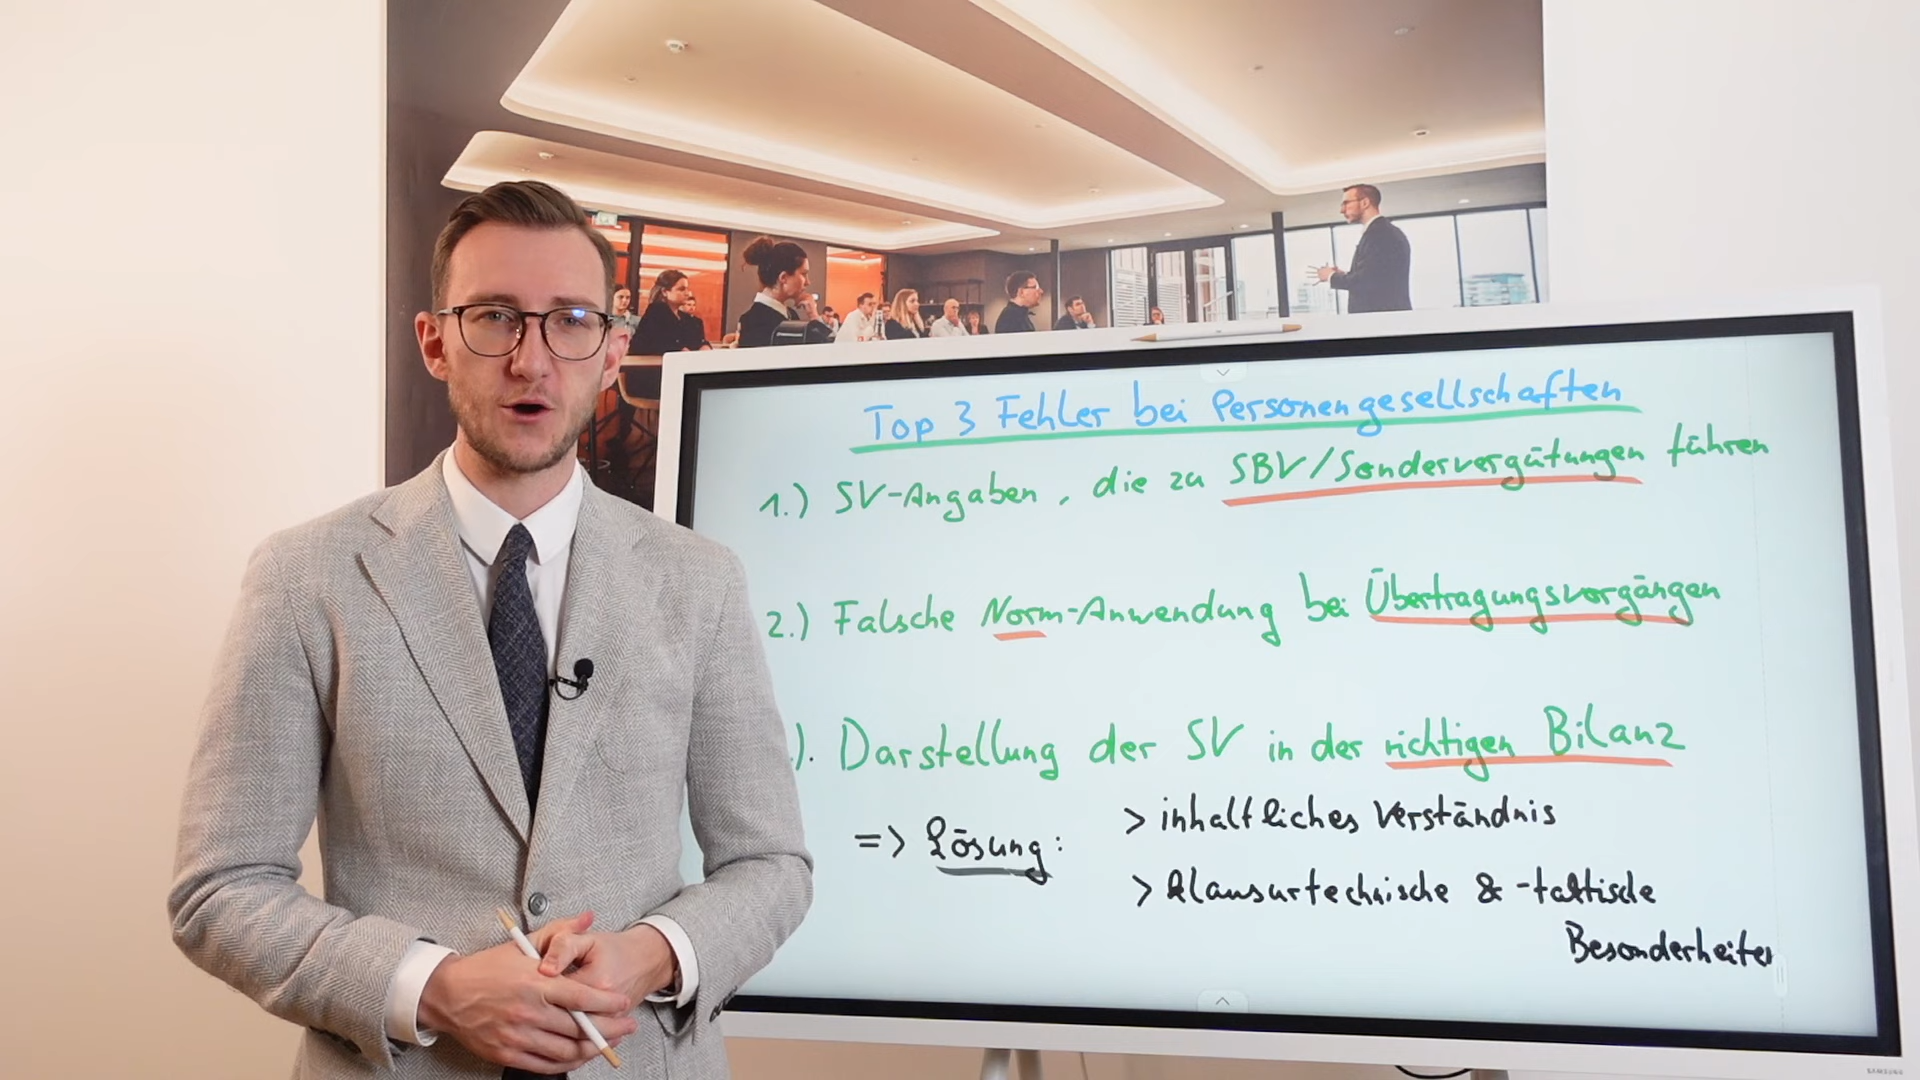 Top 3 Fehler bei Personengesellschaften
1.) SV-Angaben, die zu SBV/Sondervergütungen führen
2.) Falsche Norm-Anwendung bei Übertragungsvorgängen
). Darstellung der SV in der richtigen Bilanz
=> Lösung:
> inhaltliches Verständnis
> Klausurtechnische & -taktische
Besonderheiten
SAMSUNG